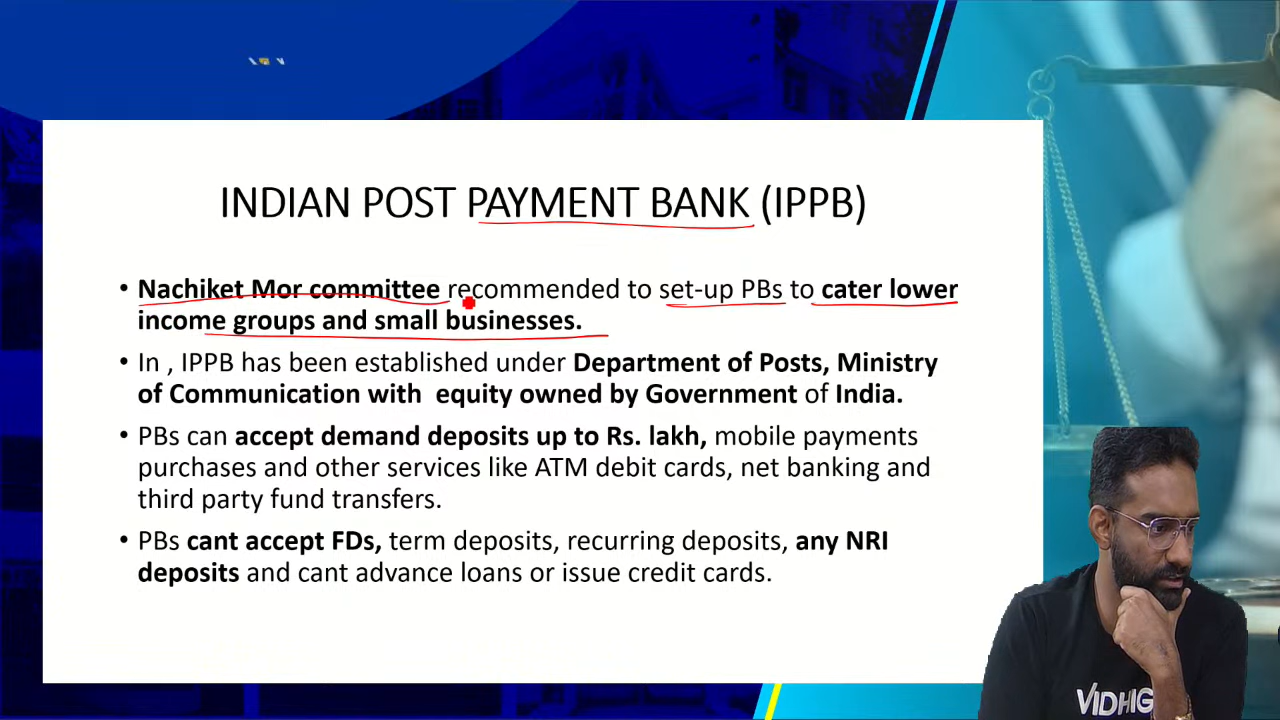 INDIAN POST PAYMENT BANK (IPPB)
• Nachiket Mor committee recommended to set-up PBs to cater lower
income groups and small businesses.
• In , IPPB has been established under Department of Posts, Ministry
of Communication with equity owned by Government of India.
• PBs can accept demand deposits up to Rs. lakh, mobile payments
purchases and other services like ATM debit cards, net banking and
third party fund transfers.
• PBs cant accept FDs, term deposits, recurring deposits, any NRI
deposits and cant advance loans or issue credit cards.
VIDHIG